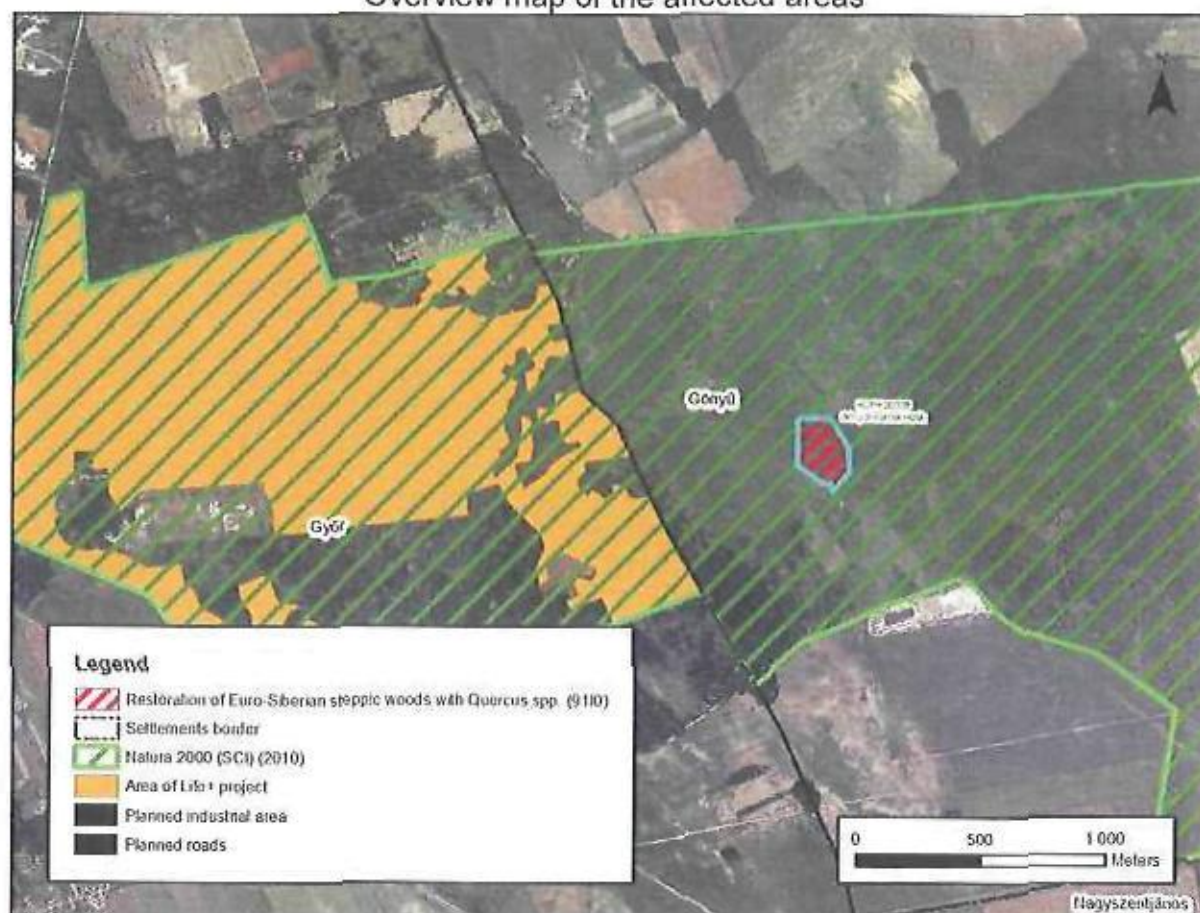 Overview map of the affected areas
Gönyű
Győr
Legend
Restoration of Euro-Siberian steppic woods with Quercus spp. (91I0)
Settlements border
Natura 2000 (SCI) (2010)
Area of Life+ project
Planned industrial area
Planned roads
0 500 1 000
Meters
Nagyszentjános